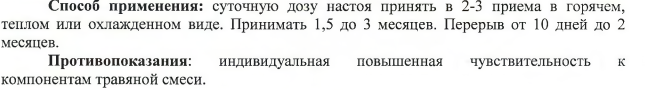 Способ применения: суточную дозу настоя принять в 2-3 приема в горячем,
теплом или охлажденном виде. Принимать 1,5 до 3 месяцев. Перерыв от 10 дней до 2
месяцев.
Противопоказания: индивидуальная повышенная чувствительность к
компонентам травяной смеси.